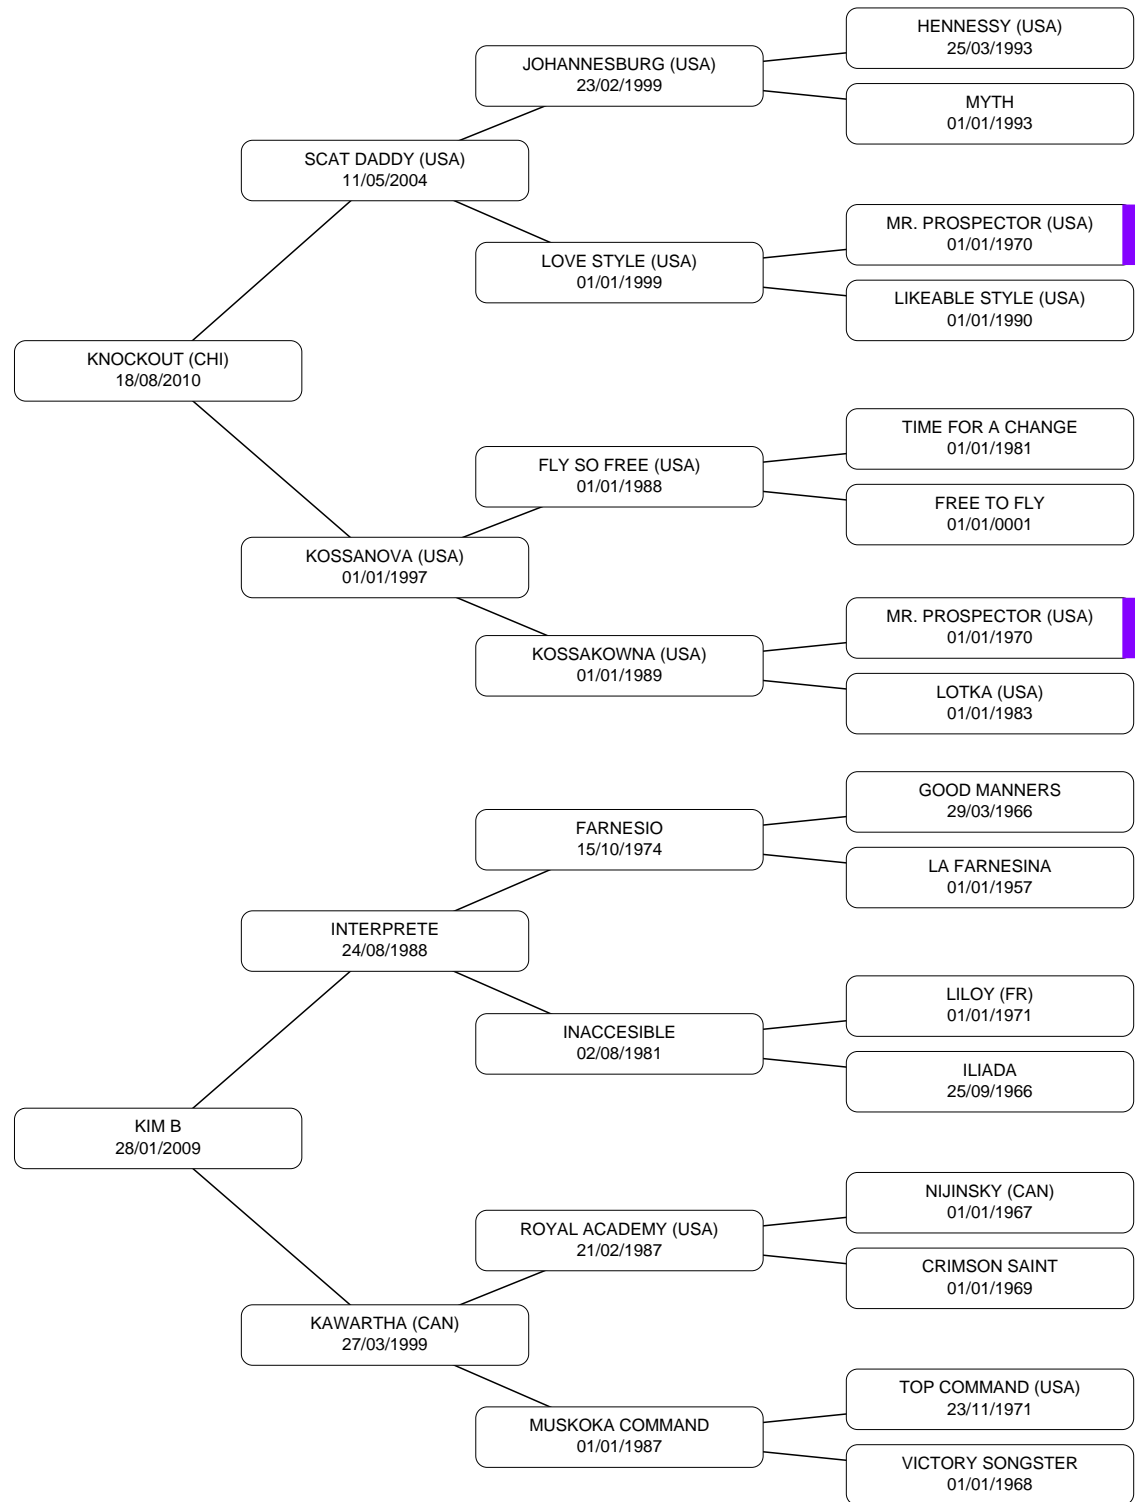 HENNESSY (USA)
25/03/1993
JOHANNESBURG (USA)
23/02/1999
MYTH
01/01/1993
SCAT DADDY (USA)
11/05/2004
MR. PROSPECTOR (USA)
01/01/1970
LOVE STYLE (USA)
01/01/1999
LIKEABLE STYLE (USA)
01/01/1990
KNOCKOUT (CHI)
18/08/2010
TIME FOR A CHANGE
01/01/1981
FLY SO FREE (USA)
01/01/1988
FREE TO FLY
01/01/0001
KOSSANOVA (USA)
01/01/1997
MR. PROSPECTOR (USA)
01/01/1970
KOSSAKOWNA (USA)
01/01/1989
LOTKA (USA)
01/01/1983
GOOD MANNERS
29/03/1966
FARNESIO
15/10/1974
LA FARNESINA
01/01/1957
INTERPRETE
24/08/1988
LILOY (FR)
01/01/1971
INACCESIBLE
02/08/1981
ILIADA
25/09/1966
KIM B
28/01/2009
NIJINSKY (CAN)
01/01/1967
ROYAL ACADEMY (USA)
21/02/1987
CRIMSON SAINT
01/01/1969
KAWARTHA (CAN)
27/03/1999
TOP COMMAND (USA)
23/11/1971
MUSKOKA COMMAND
01/01/1987
VICTORY SONGSTER
01/01/1968